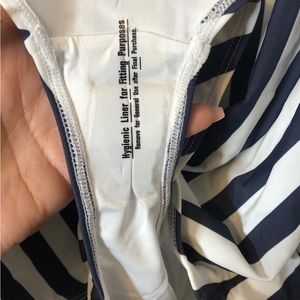 Hygienic Liner for Fitting Purposes
Remove for General Use after Final Purchase.